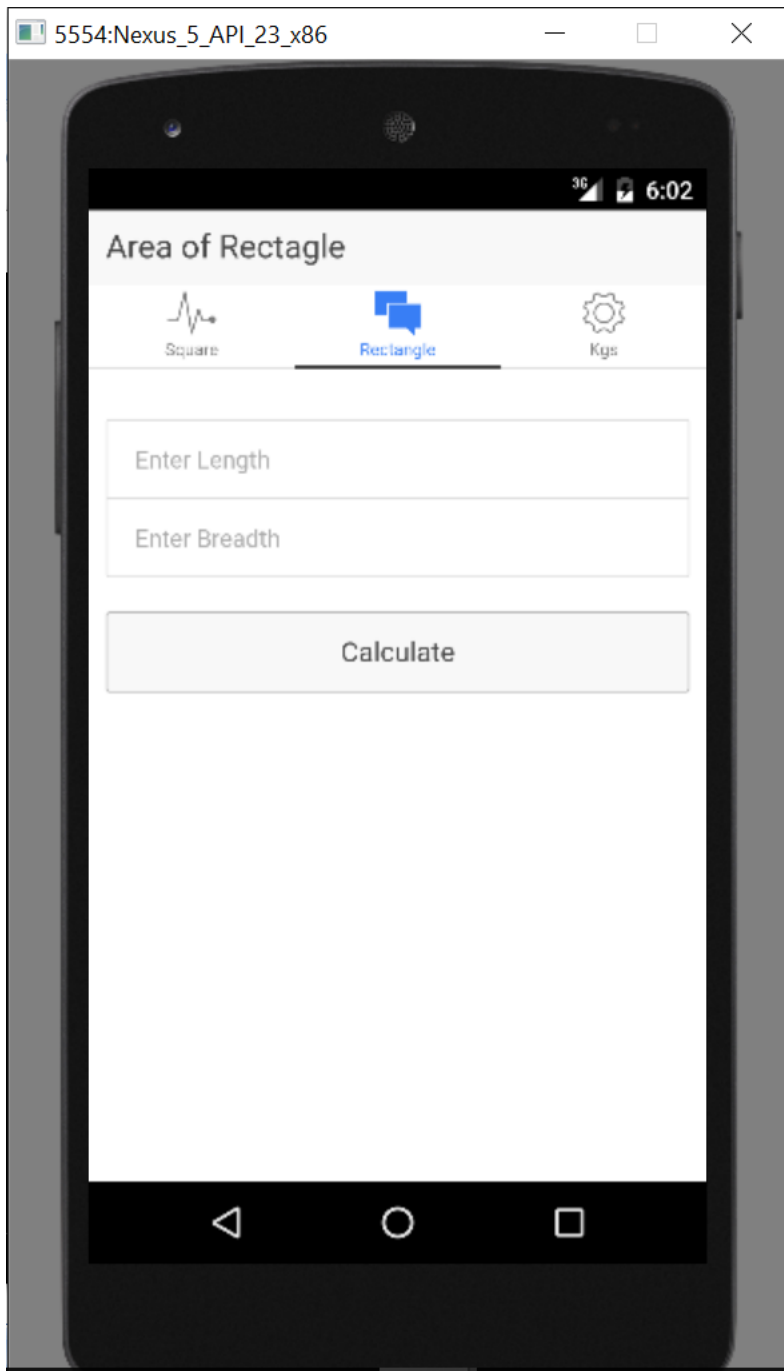 5554:Nexus_5_API_23_x86
3G 6:02
Area of Rectagle
Square Rectangle Kgs
Enter Length
Enter Breadth
Calculate